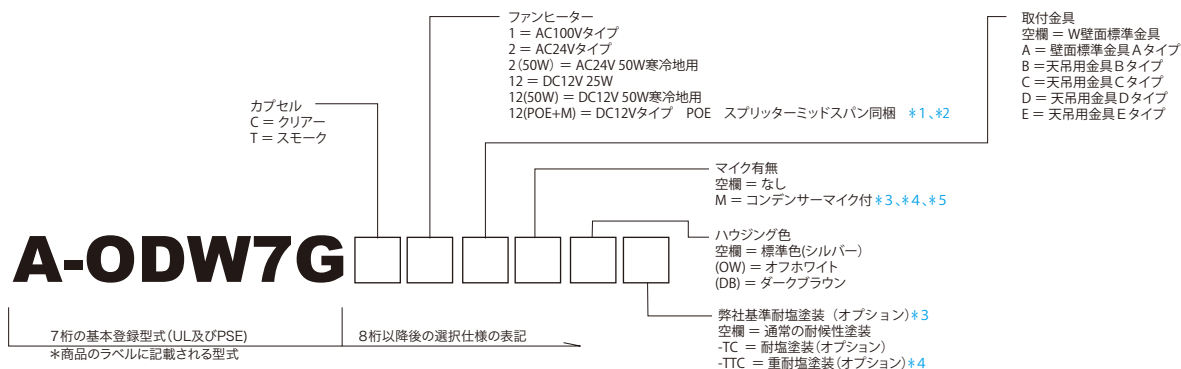 ファンヒーター
1 = AC100Vタイプ
2 = AC24Vタイプ
2(50W) = AC24V 50W寒冷地用
12 = DC12V 25W
12(50W) = DC12V 50W寒冷地用
12(POE+M) = DC12Vタイプ POE スプリッターミッドスパン同梱 *1、*2
取付金具
空欄 = W壁面標準金具
A = 壁面標準金具Aタイプ
B = 天吊用金具Bタイプ
C = 天吊用金具Cタイプ
D = 天吊用金具Dタイプ
E = 天吊用金具Eタイプ
カプセル
C = クリアー
T = スモーク
マイク有無
空欄 = なし
M = コンデンサーマイク付*3、*4、*5
ハウジング色
空欄 = 標準色(シルバー)
(OW) = オフホワイト
(DB) = ダークブラウン
A-ODW7G
弊社基準耐塩塗装(オプション)*3
空欄 = 通常の耐候性塗装
-TC = 耐塩塗装(オプション)
-TTC = 重耐塩塗装(オプション)*4
7桁の基本登録型式(UL及びPSE)
*商品のラベルに記載される型式
8桁以降後の選択仕様の表記